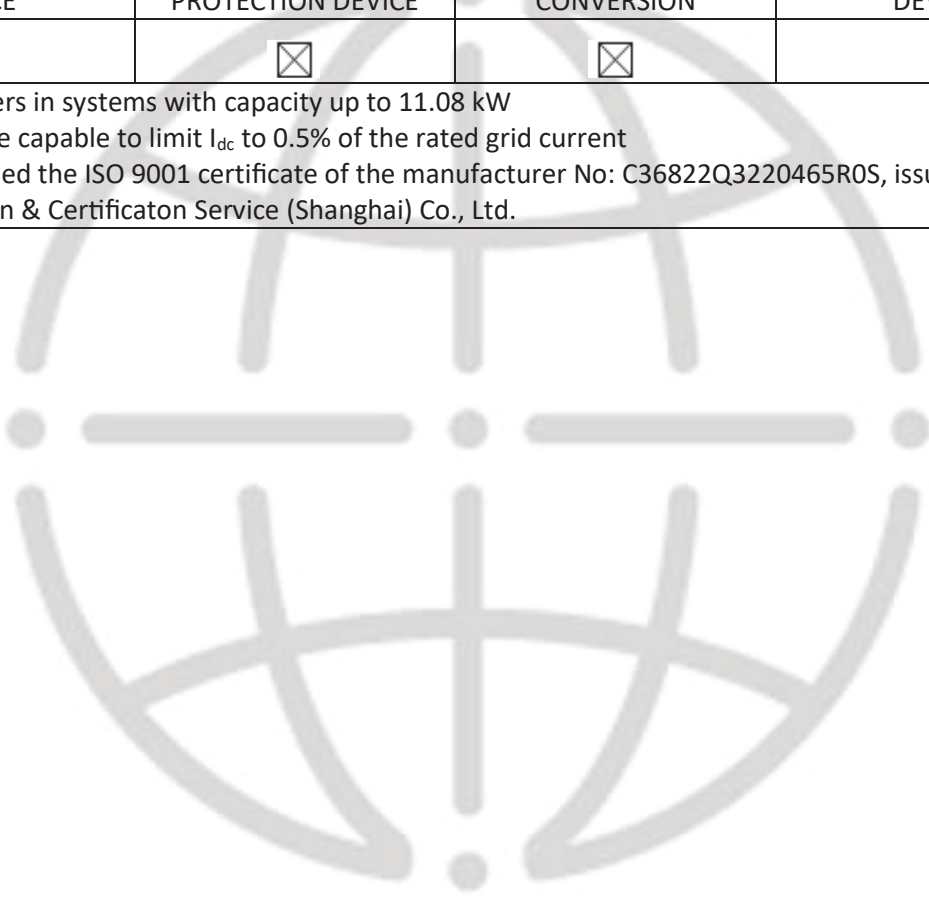 PROTECTION DEVICE CONVERSION
ers in systems with capacity up to 11.08 kW
e capable to limit Idc to 0.5% of the rated grid current
ed the ISO 9001 certificate of the manufacturer No: C36822Q3220465R0S, issu
n & Certificaton Service (Shanghai) Co., Ltd.